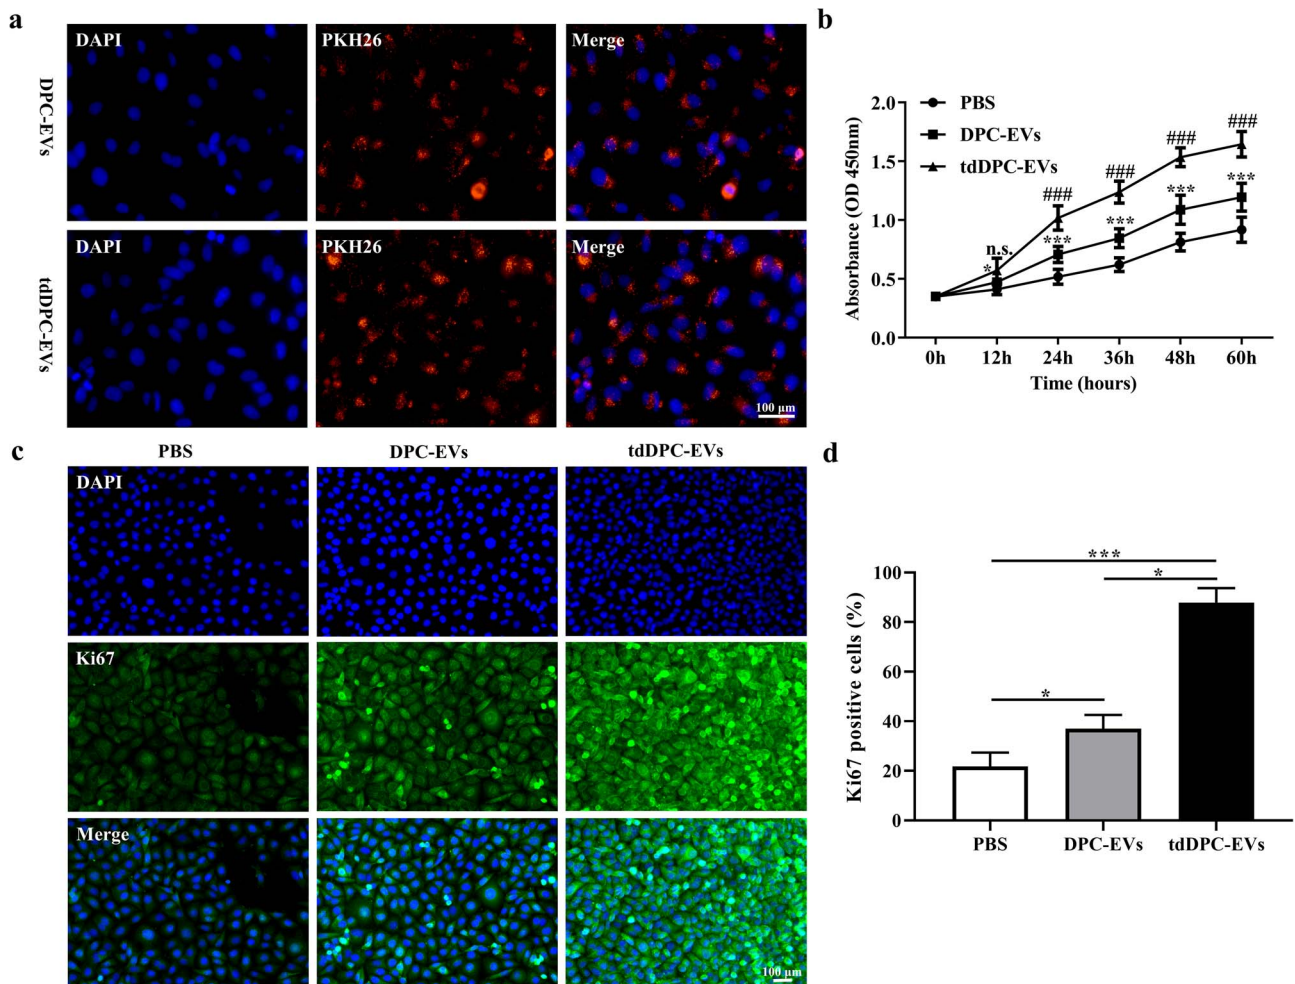 a
DAPI
PKH26
Merge
DPC-EVs
DAPI
PKH26
Merge
tdDPC-EVs
100 μm
b
PBS
DPC-EVs
tdDPC-EVs
Absorbance (OD 450nm)
2.0
1.5
1.0
0.5
0.0
n.s.
*
###
***
###
***
###
***
###
***
0h
12h
24h
36h
48h
60h
Time (hours)
c
PBS
DPC-EVs
tdDPC-EVs
DAPI
Ki67
Merge
100 μm
d
Ki67 positive cells (%)
100
80
60
40
20
0
***
*
*
PBS
DPC-EVs
tdDPC-EVs